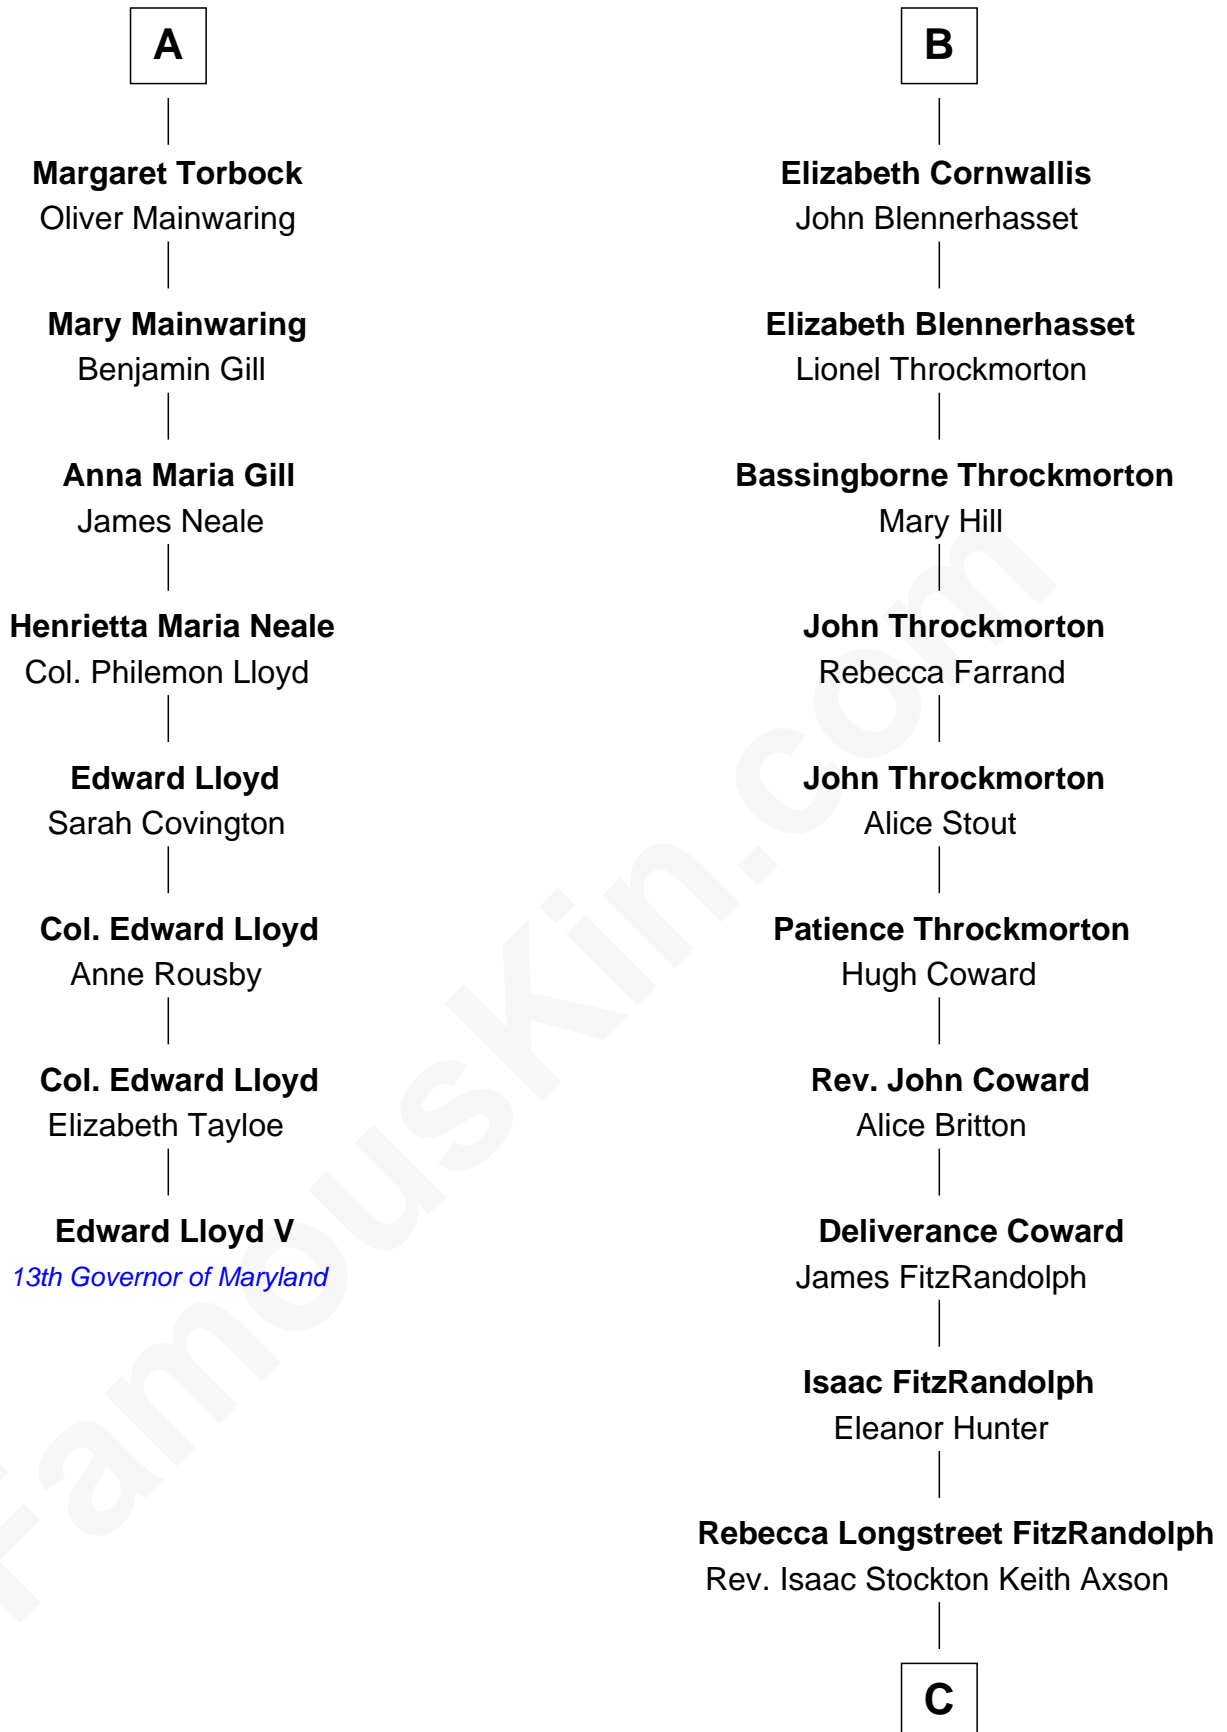 A
Margaret Torbock
Oliver Mainwaring
Mary Mainwaring
Benjamin Gill
Anna Maria Gill
James Neale
Henrietta Maria Neale
Col. Philemon Lloyd
Edward Lloyd
Sarah Covington
Col. Edward Lloyd
Anne Rousby
Col. Edward Lloyd
Elizabeth Tayloe
Edward Lloyd V
13th Governor of Maryland
B
Elizabeth Cornwallis
John Blennerhasset
Elizabeth Blennerhasset
Lionel Throckmorton
Bassingborne Throckmorton
Mary Hill
John Throckmorton
Rebecca Farrand
John Throckmorton
Alice Stout
Patience Throckmorton
Hugh Coward
Rev. John Coward
Alice Britton
Deliverance Coward
James FitzRandolph
Isaac FitzRandolph
Eleanor Hunter
Rebecca Longstreet FitzRandolph
Rev. Isaac Stockton Keith Axson
C
FamousKin.com